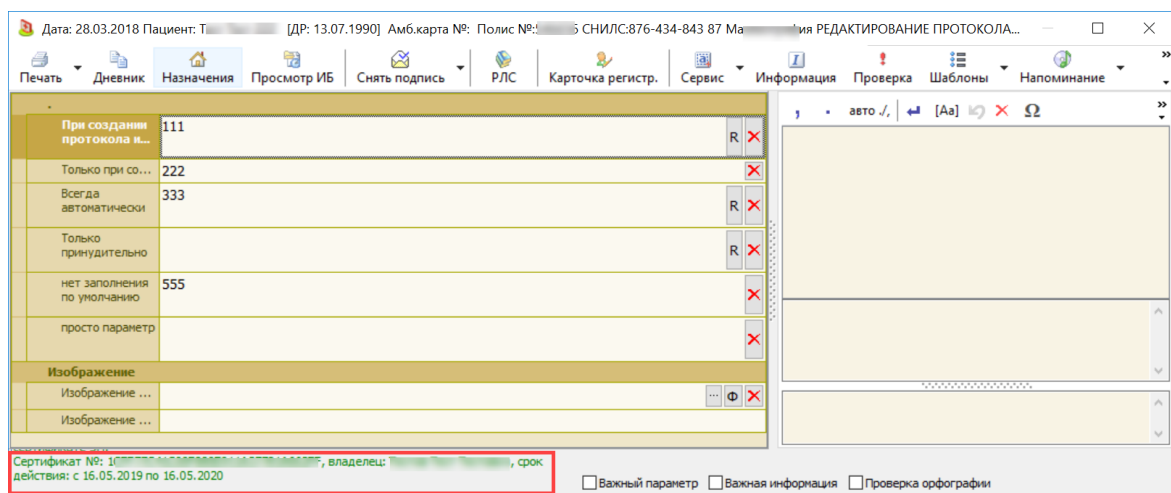 Дата: 28.03.2018 Пациент: [ДР: 13.07.1990] Амб.карта №: Полис №: СНИЛС:876-434-843 87 РЕДАКТИРОВАНИЕ ПРОТОКОЛА...
Печать Дневник Назначения Просмотр ИБ Снять подпись РЛС Карточка регистр. Сервис Информация Проверка Шаблоны Напоминание
, . авто ./, [Aa] Ω
При создании
протокола и...
111
R
Только при со... 222
Всегда
автоматически
333
R
Только
принудительно
R
нет заполнения
по умолчанию
555
просто параметр
Изображение
Изображение ... ... Ф
Изображение ...
Сертификат №: , владелец: , срок
действия: с 16.05.2019 по 16.05.2020
Важный параметр Важная информация Проверка орфографии